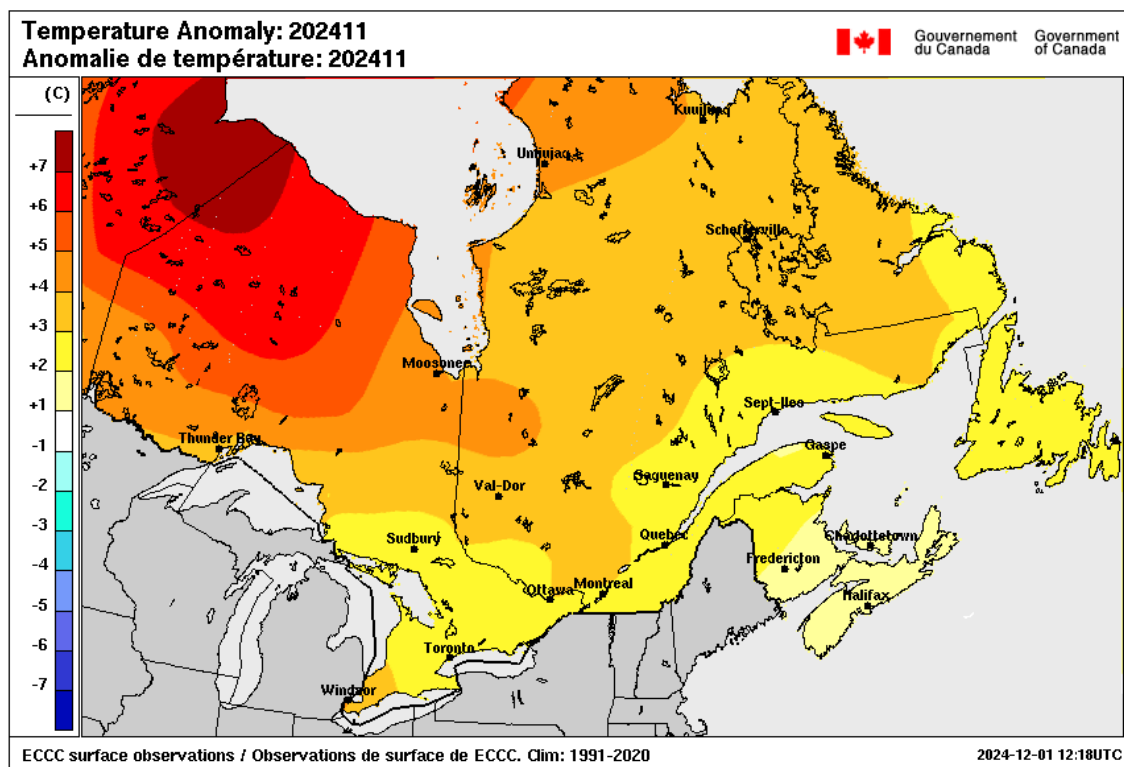 Temperature Anomaly: 202411
Anomalie de température: 202411
Gouvernement du Canada
Government of Canada
(C)
+7
+6
+5
+4
+3
+2
+1
-1
-2
-3
-4
-5
-6
-7
Kuujjuaq
Umiujaq
Schefferville
Moosonee
Sept-Iles
Thunder Bay
Gaspe
Saguenay
Val-Dor
Sudbury
Quebec
Charlottetown
Fredericton
Ottawa
Montreal
Halifax
Toronto
Windsor
ECCC surface observations / Observations de surface de ECCC. Clim: 1991-2020
2024-12-01 12:18UTC